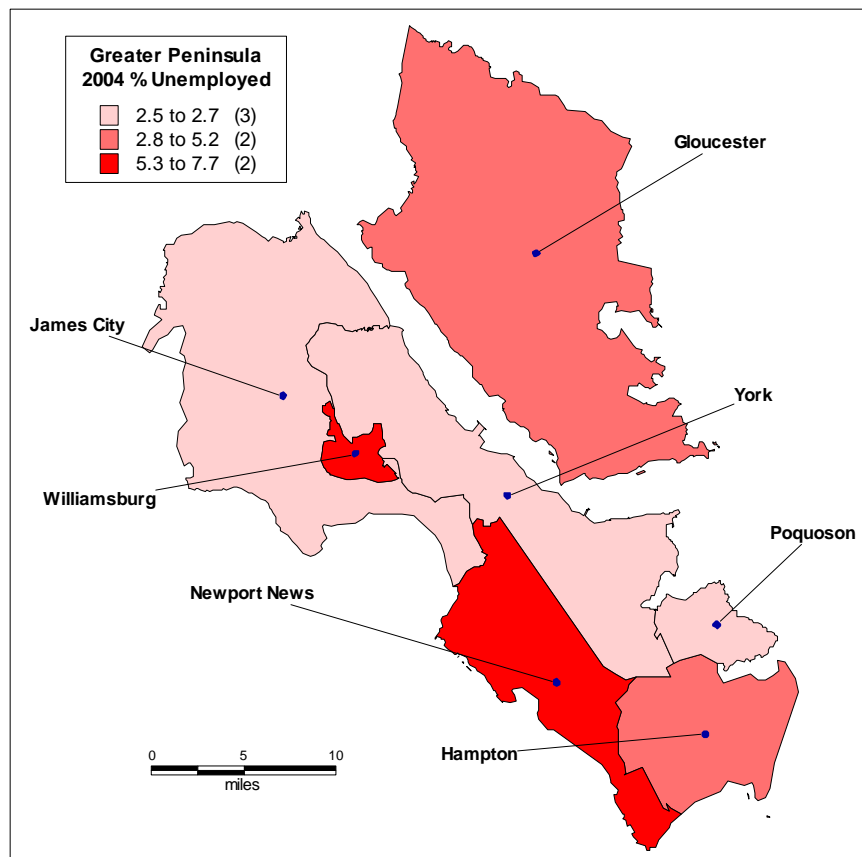 Greater Peninsula
2004 % Unemployed
2.5 to 2.7 (3)
2.8 to 5.2 (2)
5.3 to 7.7 (2)
Gloucester
James City
York
Williamsburg
Poquoson
Newport News
Hampton
0 5 10
miles